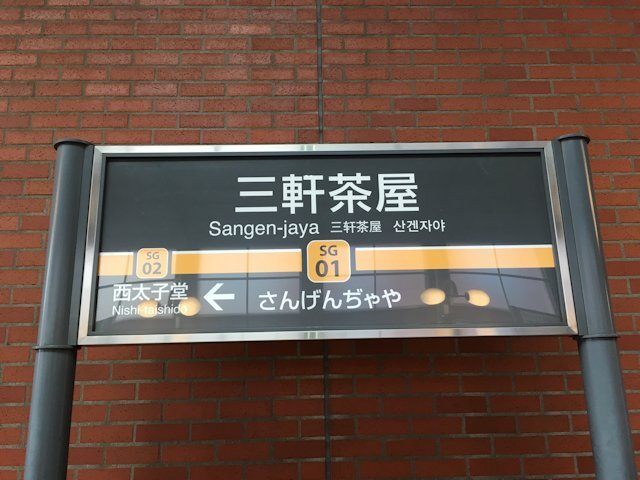 三軒茶屋
Sangen-jaya 三轩茶屋 산겐자야
SG
02
SG
01
西太子堂
Nishi-taishido
← さんげんぢゃや